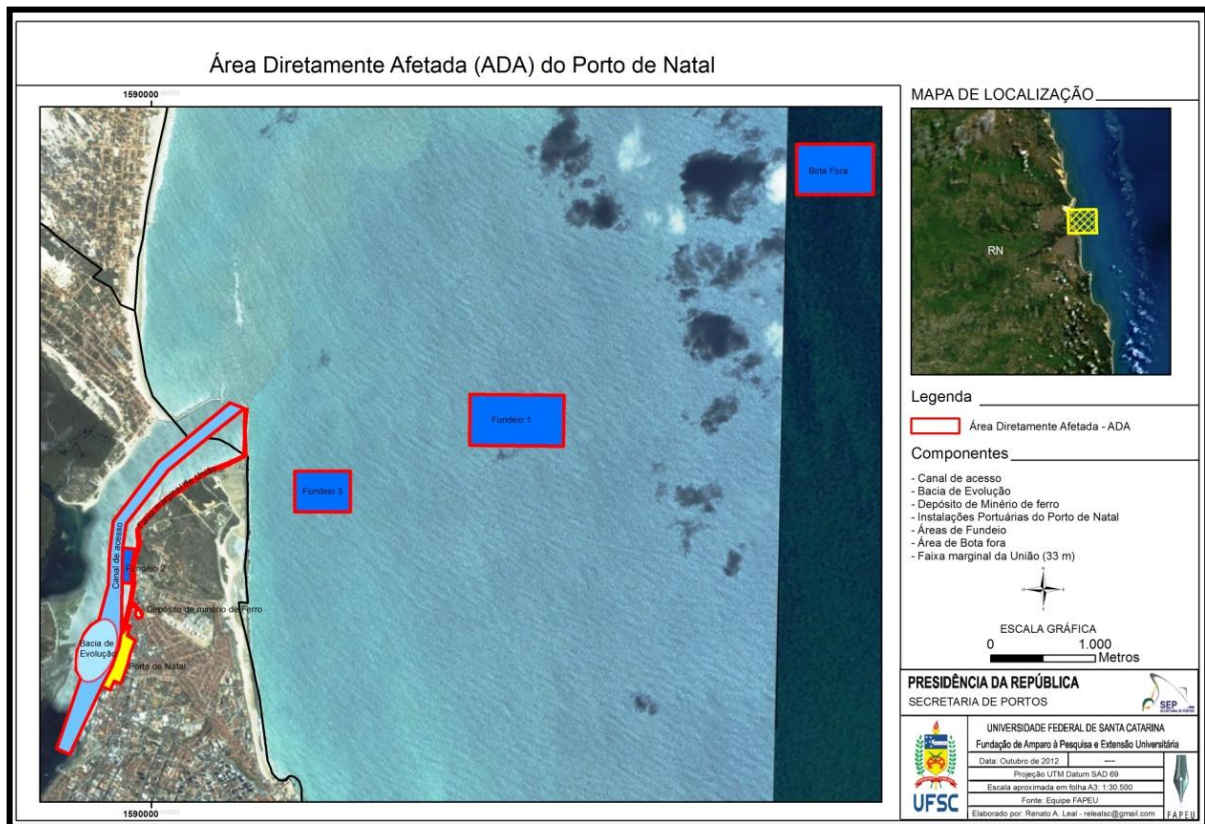 Área Diretamente Afetada (ADA) do Porto de Natal
1590000
Bota Fora
Fundeio 1
Fundeio 3
Canal de acesso
Fundeio 2
Depósito de minério de Ferro
Bacia de
Evolução
Porto de Natal
1590000
MAPA DE LOCALIZAÇÃO
RN
Legenda
Área Diretamente Afetada - ADA
Componentes
- Canal de acesso
- Bacia de Evolução
- Depósito de Minério de ferro
- Instalações Portuárias do Porto de Natal
- Áreas de Fundeio
- Área de Bota fora
- Faixa marginal da União (33 m)
N
ESCALA GRÁFICA
0 1.000
Metros
PRESIDÊNCIA DA REPÚBLICA
SECRETARIA DE PORTOS
SEP
SECRETARIA DE PORTOS
UNIVERSIDADE FEDERAL DE SANTA CATARINA
Fundação de Amparo à Pesquisa e Extensão Universitária
Data: Outubro de 2012 ----
Projeção UTM Datum SAD 69
Escala aproximada em folha A3: 1:30.500
Fonte: Equipe FAPEU
Elaborado por: Renato A. Leal - relealsc@gmail.com
UFSC
FAPEU